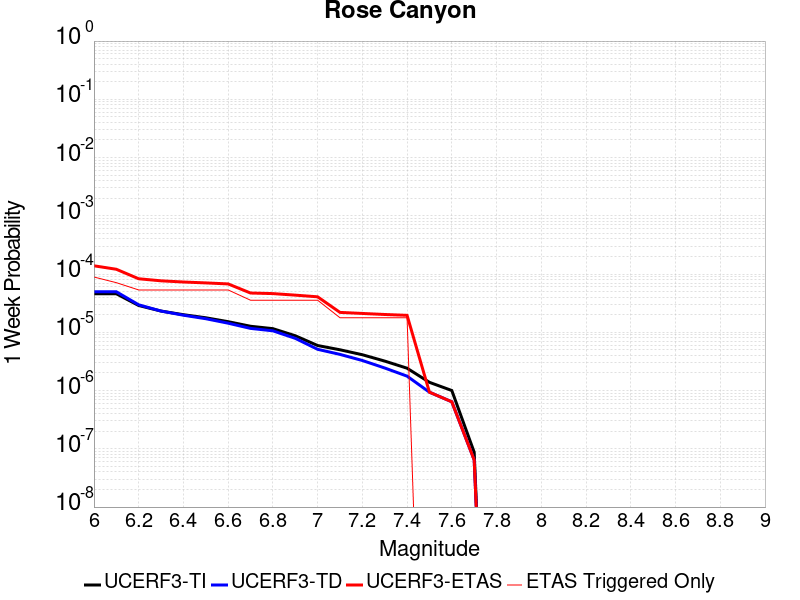 Rose Canyon
10 0
10 -1
10 -2
10 -3
10 -4
10 -5
10 -6
10 -7
10 -8
1 Week Probability
6 6.2 6.4 6.6 6.8 7 7.2 7.4 7.6 7.8 8 8.2 8.4 8.6 8.8 9
Magnitude
UCERF3-TI UCERF3-TD UCERF3-ETAS ETAS Triggered Only